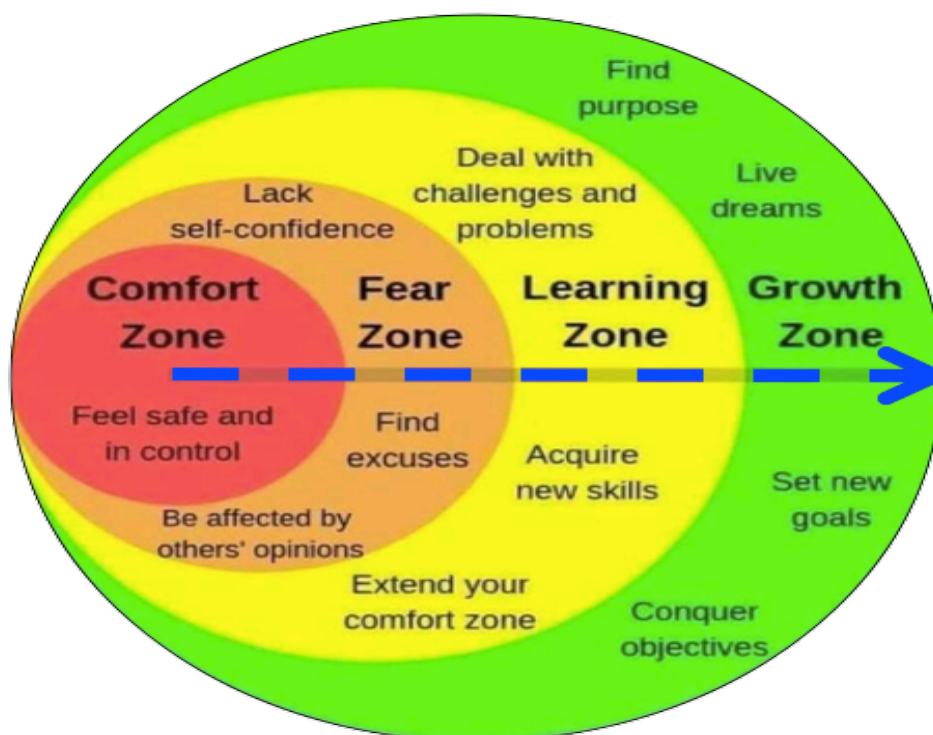 Find
purpose
Live
dreams
Deal with
challenges and
problems
Lack
self-confidence
Comfort
Zone
Fear
Zone
Learning
Zone
Growth
Zone
Feel safe and
in control
Find
excuses
Be affected by
others' opinions
Acquire
new skills
Extend your
comfort zone
Set new
goals
Conquer
objectives